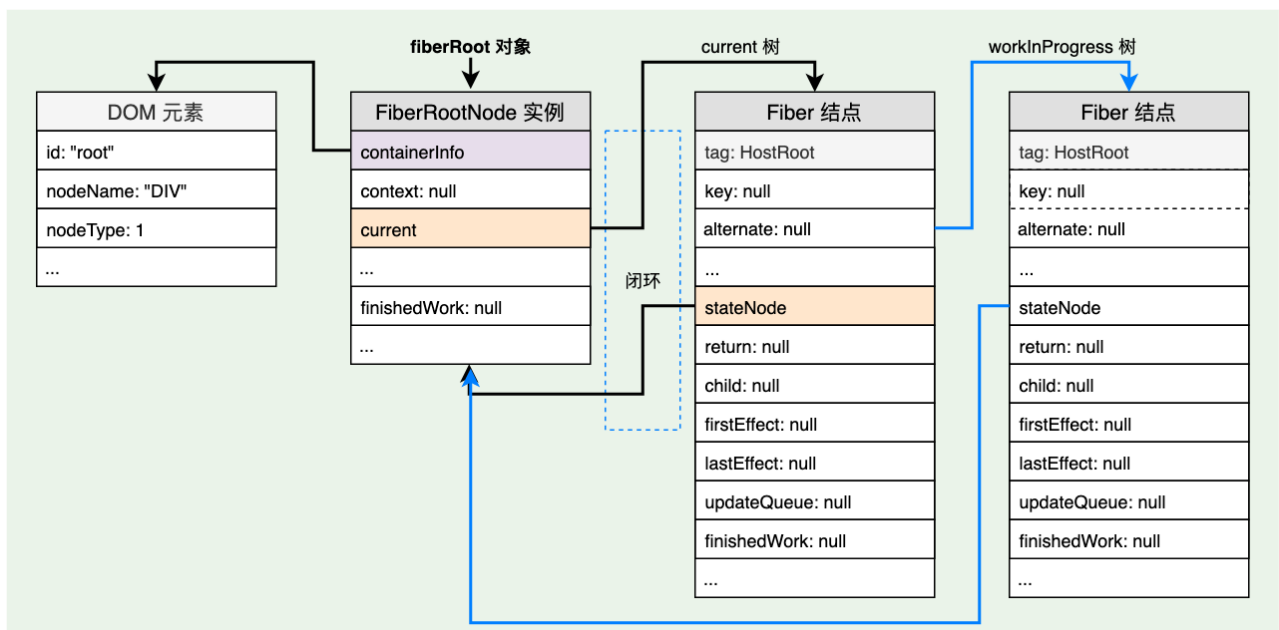 fiberRoot 对象
current 树
workInProgress 树
DOM 元素
id: "root"
nodeName: "DIV"
nodeType: 1
...
FiberRootNode 实例
containerInfo
context: null
current
...
finishedWork: null
...
闭环
Fiber 结点
tag: HostRoot
key: null
alternate: null
...
stateNode
return: null
child: null
firstEffect: null
lastEffect: null
updateQueue: null
finishedWork: null
...
Fiber 结点
tag: HostRoot
key: null
alternate: null
...
stateNode
return: null
child: null
firstEffect: null
lastEffect: null
updateQueue: null
finishedWork: null
...